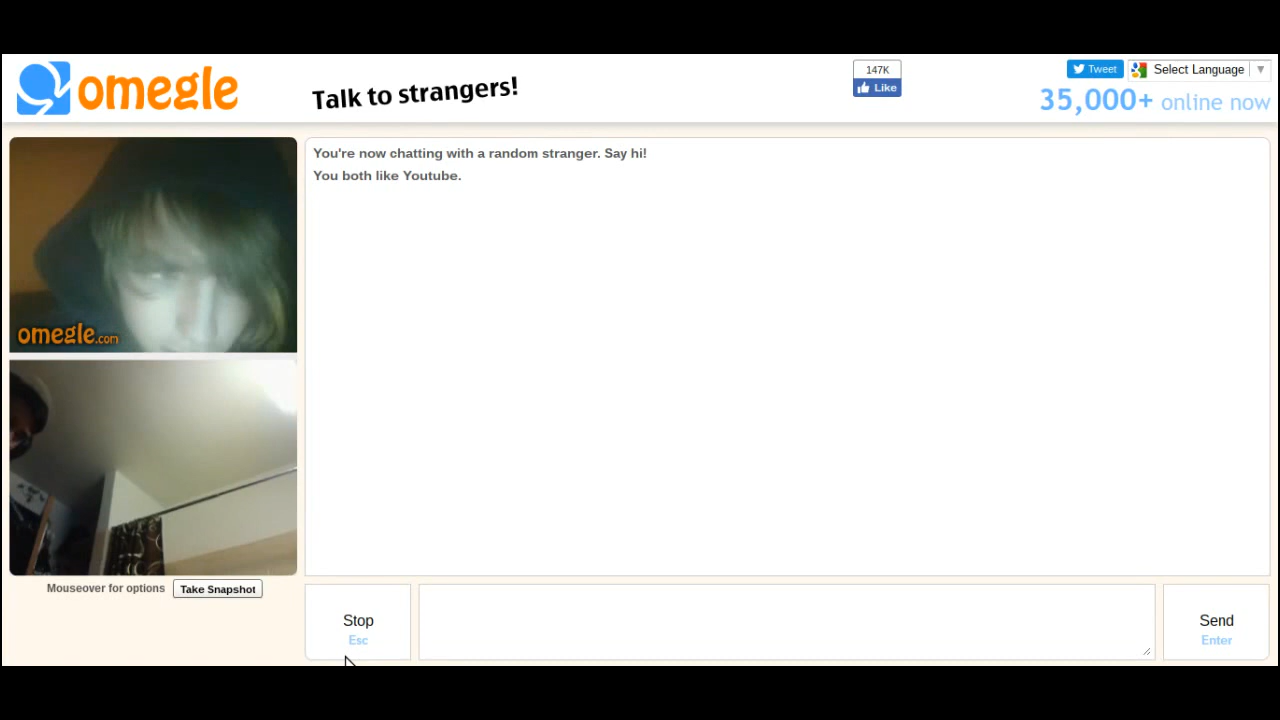 omegle
Talk to strangers!
147K
Like
Tweet
Select Language
35,000+ online now
You're now chatting with a random stranger. Say hi!
You both like Youtube.
omegle.com
Mouseover for options
Take Snapshot
Stop
Esc
Send
Enter